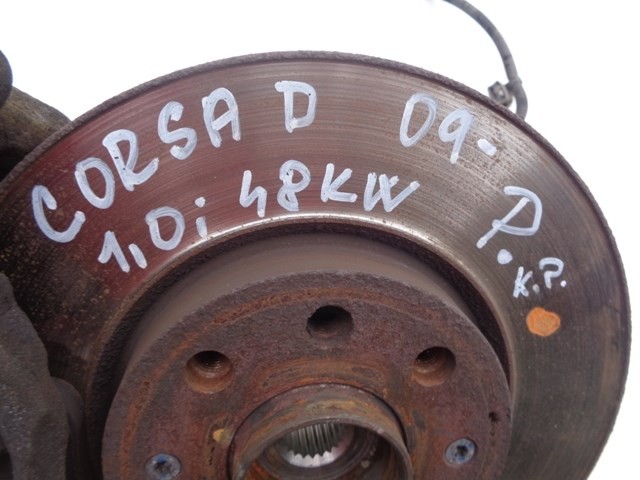 CORSA D 09-
1,0i 48KW P.
K.P.